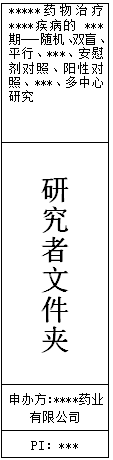 *****药物治疗
****疾病的 ***
期——随机、双盲、
平行、***、安慰
剂对照、阳性对
照、***、多中心
研究
研究者文件夹
申办方:****药业
有限公司
PI: ***